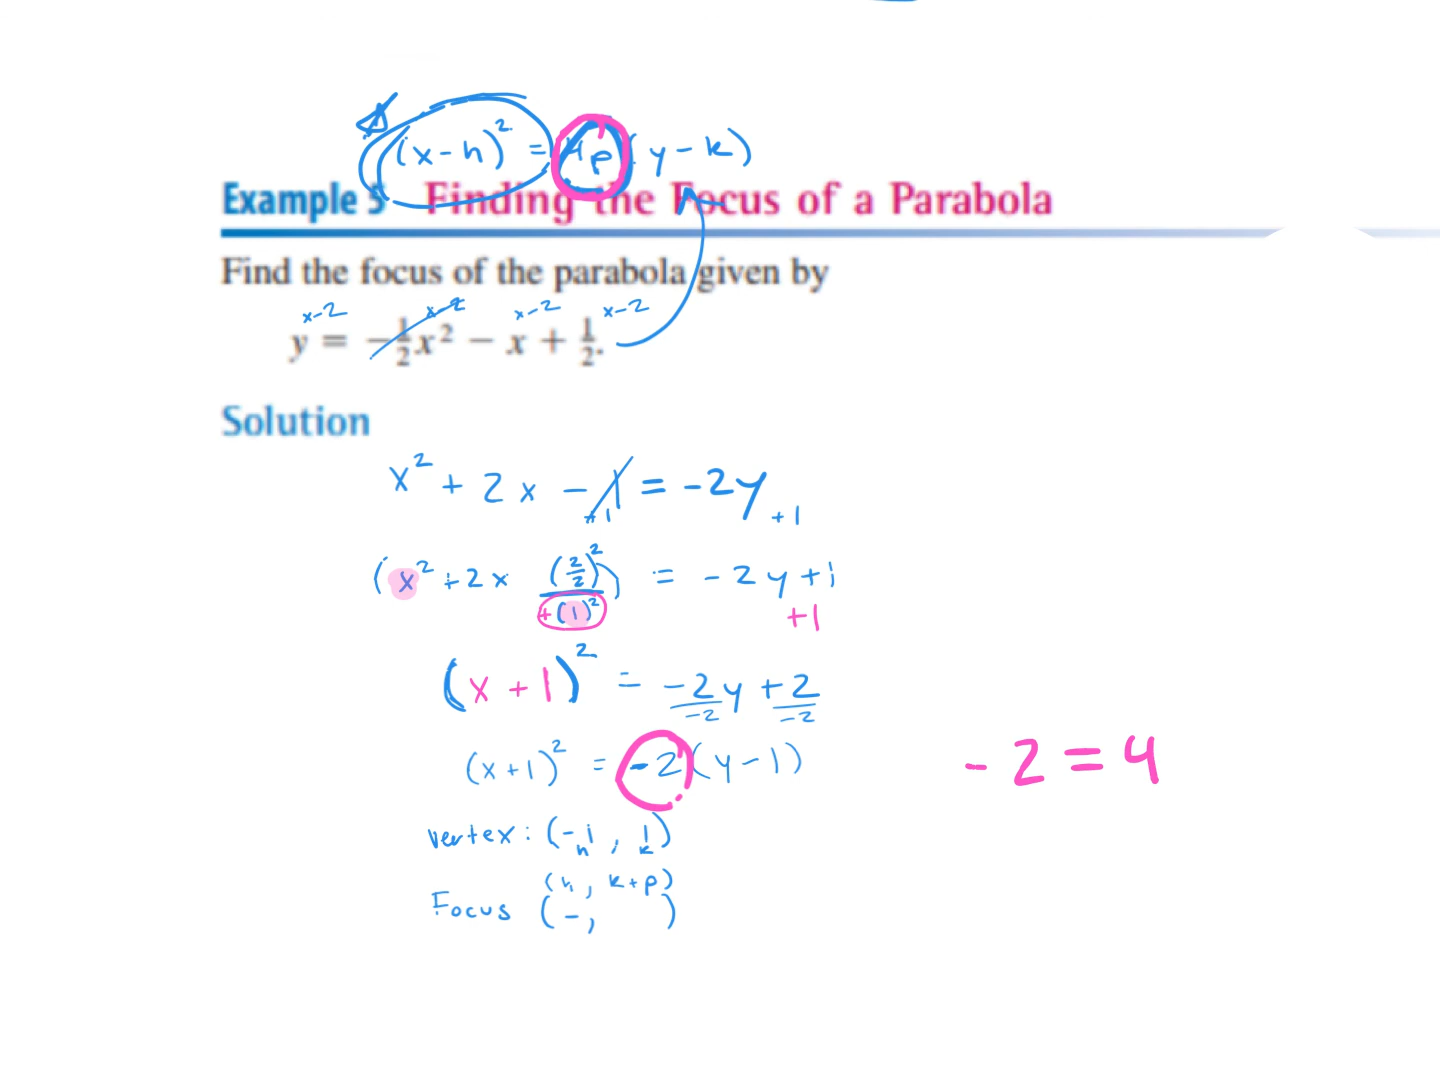 (x-h)² = 4p(y-k)
Example 5 Finding the Focus of a Parabola
Find the focus of the parabola given by
x-2 x-2 x-2 x-2
y = -1/2x² - x + 1/2.
Solution
x² + 2x - 1 = -2y
+1 +1
(x² + 2x (2/2)²) = -2y + 1
+(1)² +1
(x + 1)² = -2y + 2
-2 -2
(x+1)² = -2(y-1)
-2 = 4
vertex: (-1, 1)
h k
(h, k+p)
Focus (-, )